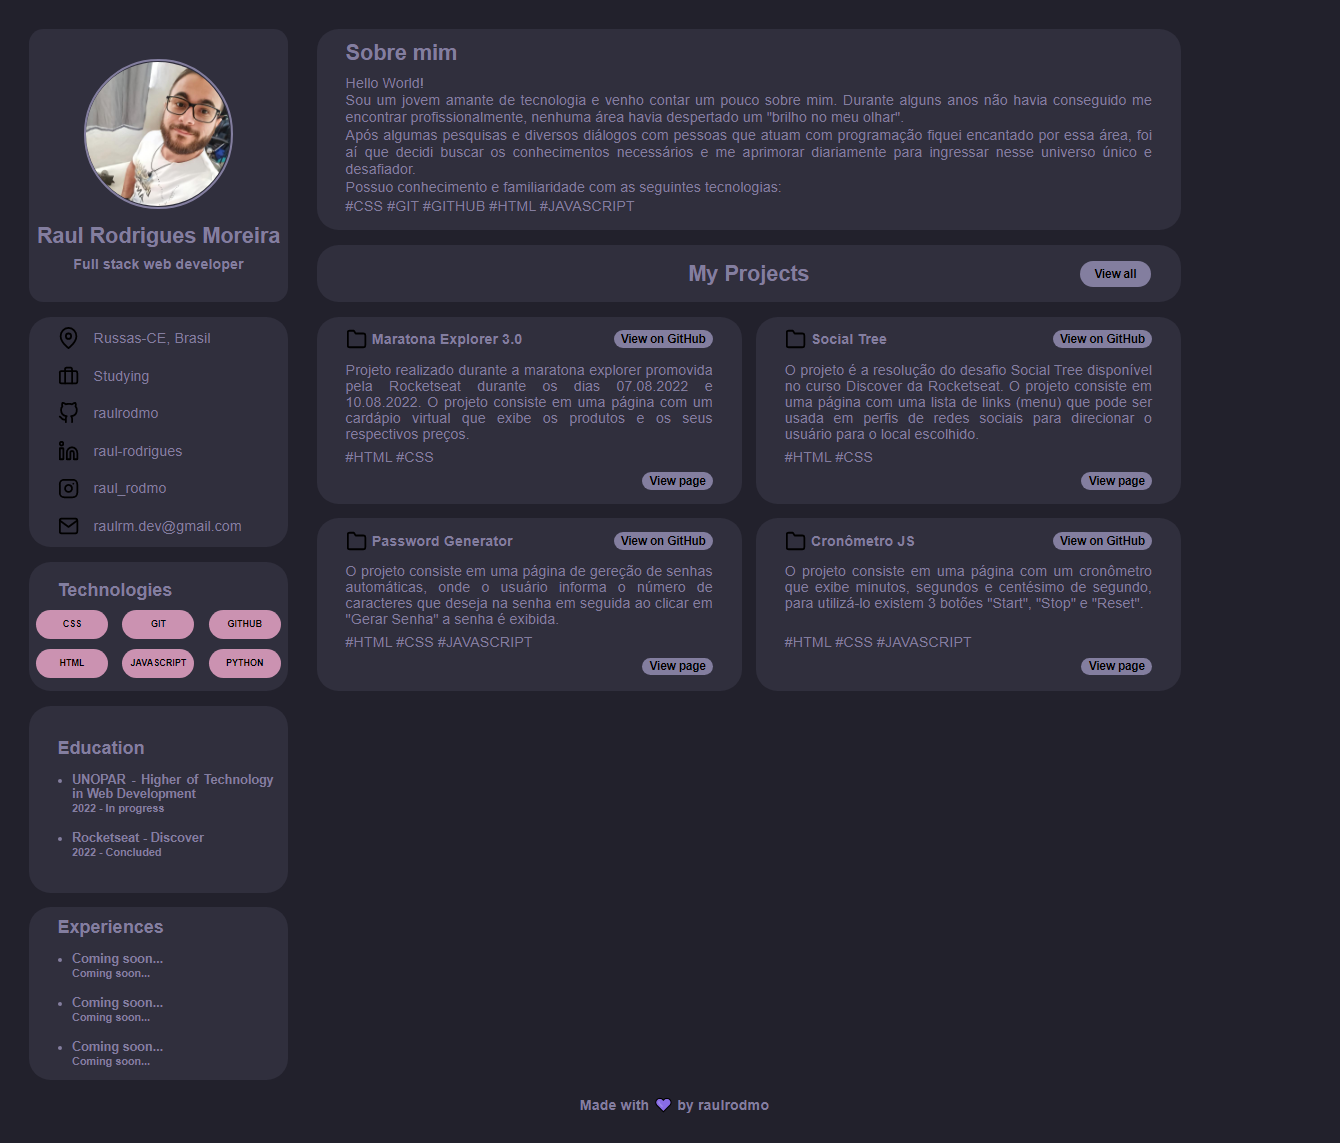 Raul Rodrigues Moreira
Full stack web developer
Russas-CE, Brasil
Studying
raulrodmo
raul-rodrigues
raul_rodmo
raulrm.dev@gmail.com
Technologies
CSS GIT GITHUB
HTML JAVASCRIPT PYTHON
Education
• UNOPAR - Higher of Technology
in Web Development
2022 - In progress
• Rocketseat - Discover
2022 - Concluded
Experiences
• Coming soon...
Coming soon...
• Coming soon...
Coming soon...
• Coming soon...
Coming soon...
Sobre mim
Hello World!
Sou um jovem amante de tecnologia e venho contar um pouco sobre mim. Durante alguns anos não havia conseguido me
encontrar profissionalmente, nenhuma área havia despertado um "brilho no meu olhar".
Após algumas pesquisas e diversos diálogos com pessoas que atuam com programação fiquei encantado por essa área, foi
aí que decidi buscar os conhecimentos necessários e me aprimorar diariamente para ingressar nesse universo único e
desafiador.
Possuo conhecimento e familiaridade com as seguintes tecnologias:
#CSS #GIT #GITHUB #HTML #JAVASCRIPT
My Projects
View all
Maratona Explorer 3.0
View on GitHub
Projeto realizado durante a maratona explorer promovida
pela Rocketseat durante os dias 07.08.2022 e
10.08.2022. O projeto consiste em uma página com um
cardápio virtual que exibe os produtos e os seus
respectivos preços.
#HTML #CSS
View page
Social Tree
View on GitHub
O projeto é a resolução do desafio Social Tree disponível
no curso Discover da Rocketseat. O projeto consiste em
uma página com uma lista de links (menu) que pode ser
usada em perfis de redes sociais para direcionar o
usuário para o local escolhido.
#HTML #CSS
View page
Password Generator
View on GitHub
O projeto consiste em uma página de gereção de senhas
automáticas, onde o usuário informa o número de
caracteres que deseja na senha em seguida ao clicar em
"Gerar Senha" a senha é exibida.
#HTML #CSS #JAVASCRIPT
View page
Cronômetro JS
View on GitHub
O projeto consiste em uma página com um cronômetro
que exibe minutos, segundos e centésimo de segundo,
para utilizá-lo existem 3 botões "Start", "Stop" e "Reset".
#HTML #CSS #JAVASCRIPT
View page
Made with 💜 by raulrodmo